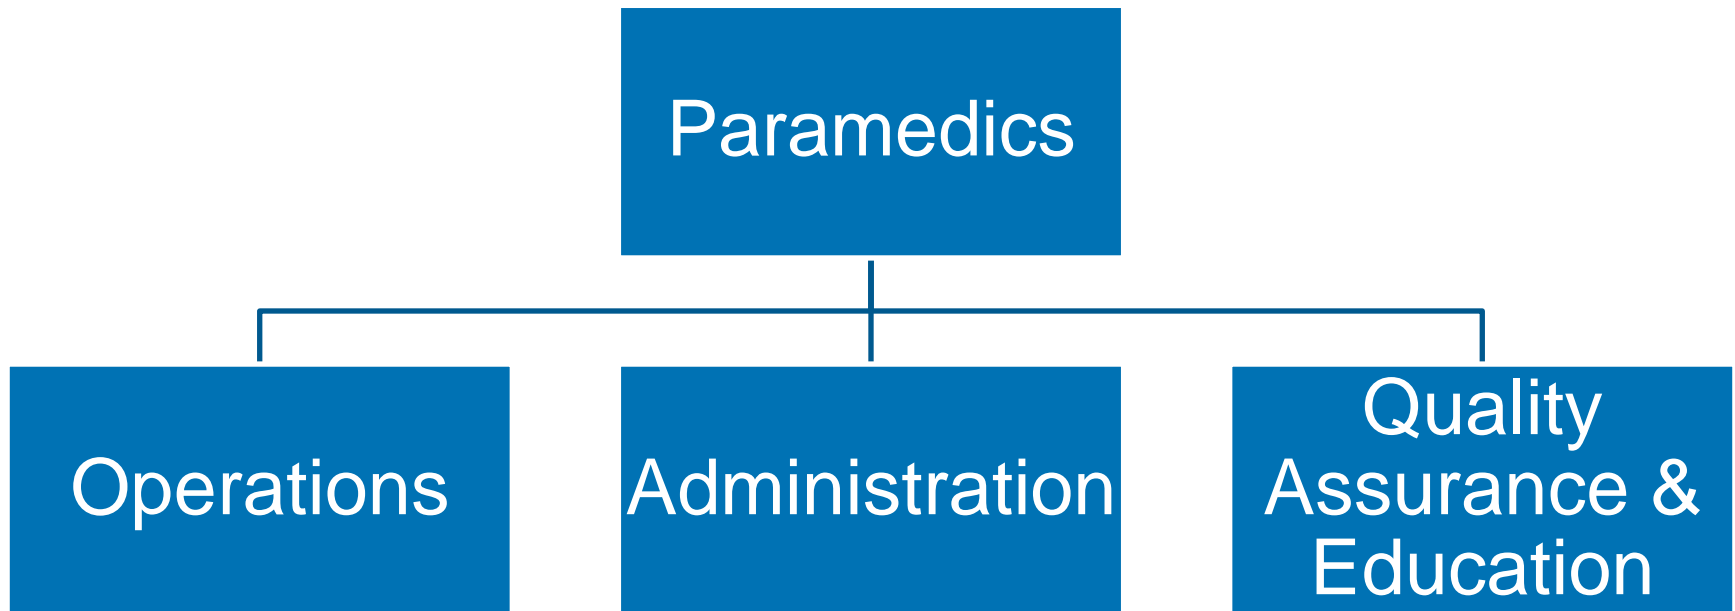 Paramedics
Operations
Administration
Quality
Assurance &
Education